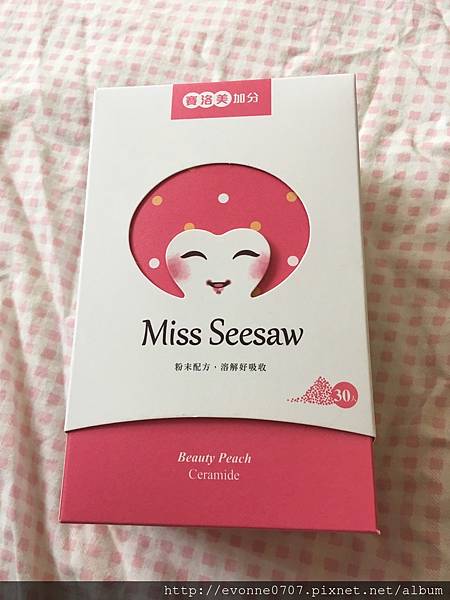 賽洛美加分
Miss Seesaw
粉末配方，溶解好吸收
30入
Beauty Peach
Ceramide
http://evonne0707.pixnet.net/album